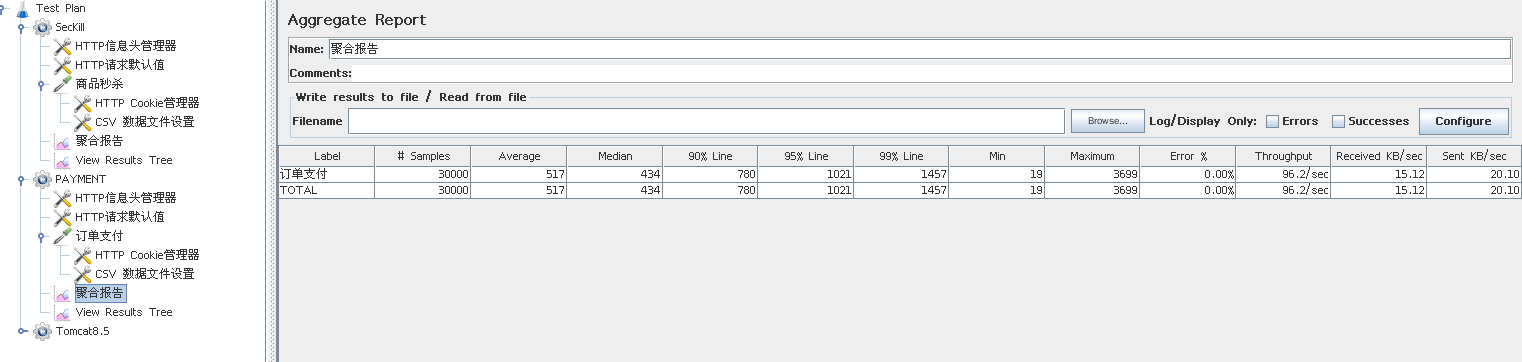 Test Plan
SecKill
HTTP信息头管理器
HTTP请求默认值
商品秒杀
HTTP Cookie管理器
CSV 数据文件设置
聚合报告
View Results Tree
PAYMENT
HTTP信息头管理器
HTTP请求默认值
订单支付
HTTP Cookie管理器
CSV 数据文件设置
聚合报告
View Results Tree
Tomcat8.5
Aggregate Report
Name: 聚合报告
Comments:
Write results to file / Read from file
Filename Browse... Log/Display Only: Errors Successes Configure
Label # Samples Average Median 90% Line 95% Line 99% Line Min Maximum Error % Throughput Received KB/sec Sent KB/sec
订单支付 30000 517 434 780 1021 1457 19 3699 0.00% 96.2/sec 15.12 20.10
TOTAL 30000 517 434 780 1021 1457 19 3699 0.00% 96.2/sec 15.12 20.10